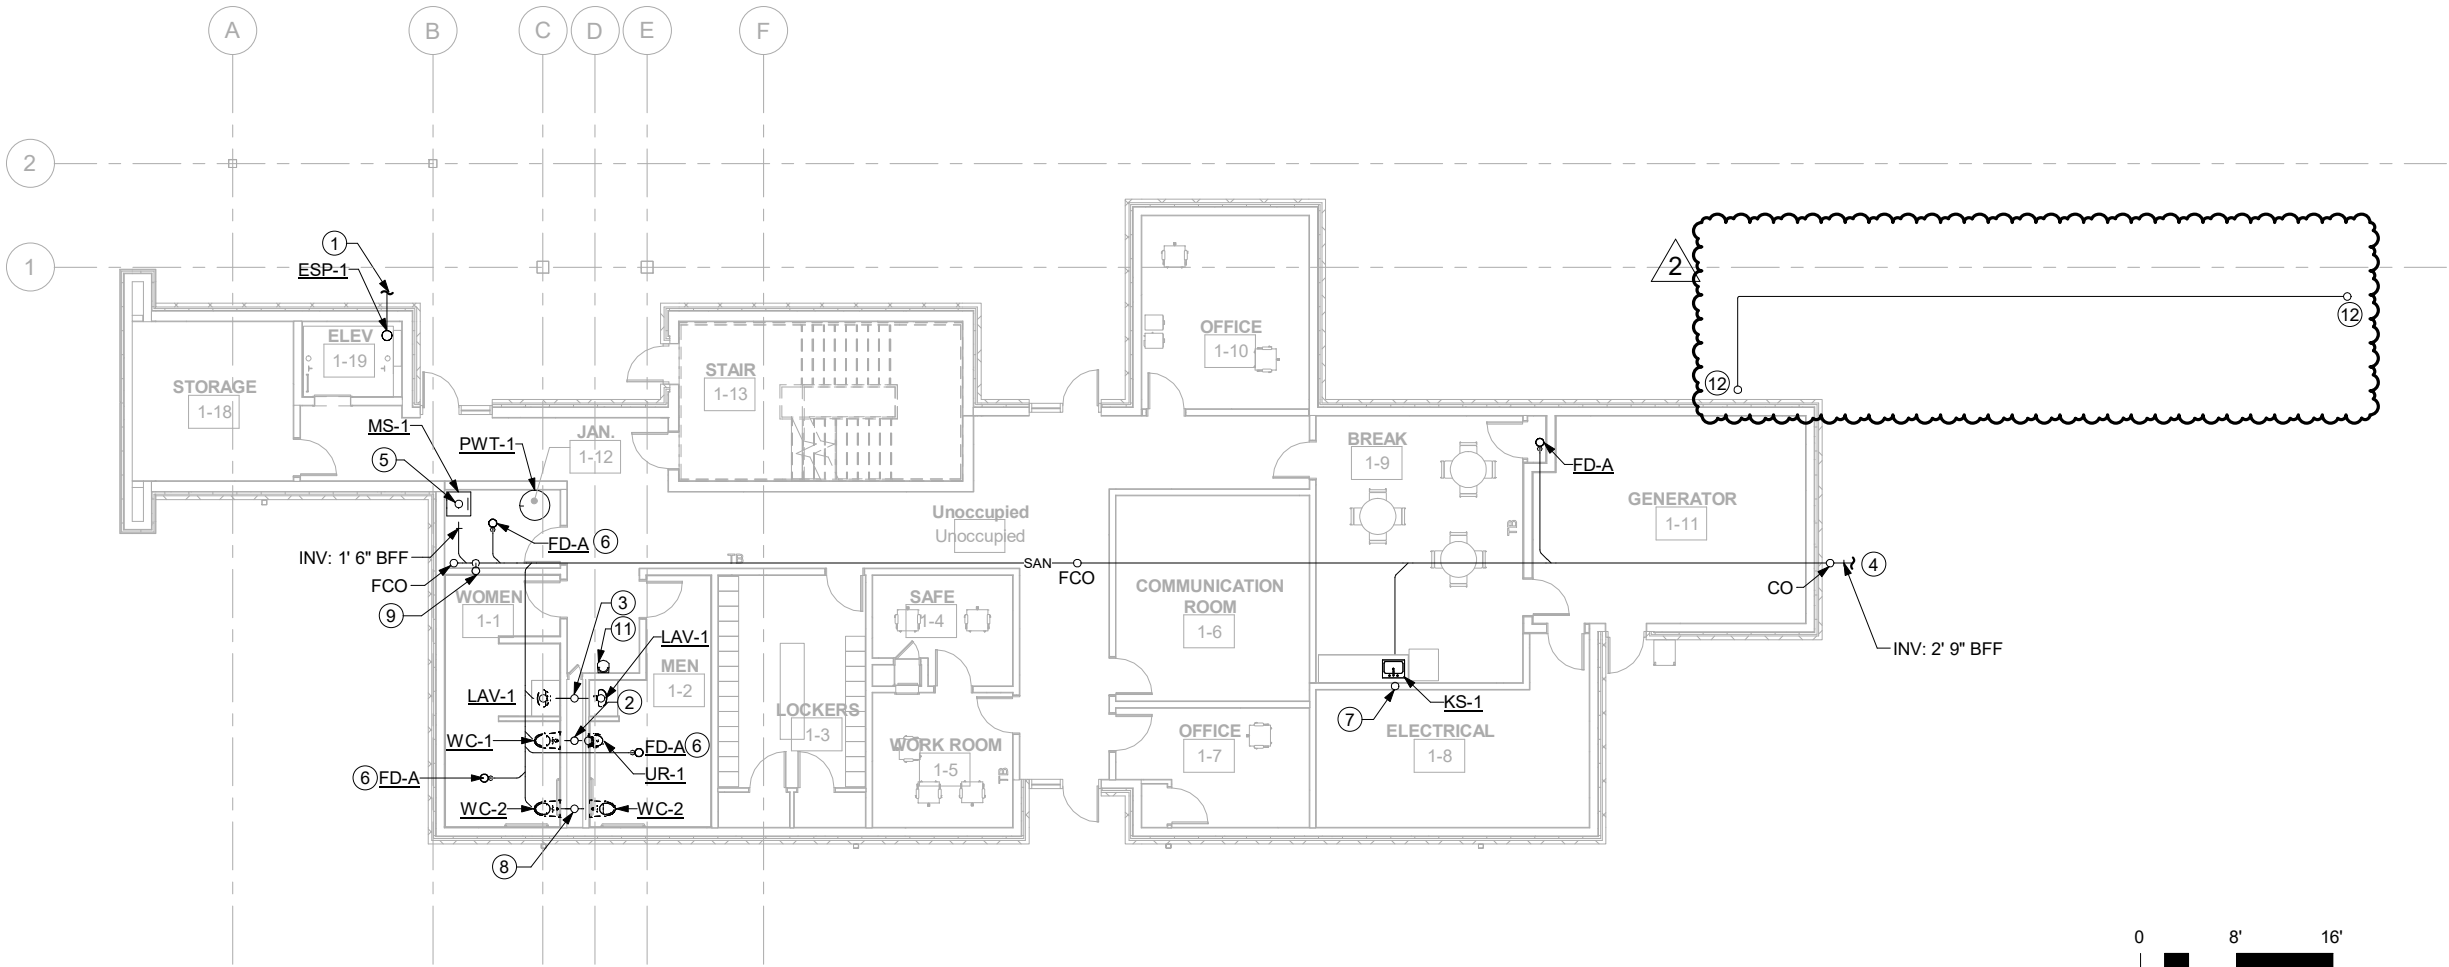 A B C D E F
2
1
1
ESP-1
ELEV
1-19
STORAGE
1-18
MS-1
5
PWT-1
JAN.
1-12
STAIR
1-13
OFFICE
1-10
2
12
12
BREAK
1-9
FD-A
GENERATOR
1-11
Unoccupied
Unoccupied
TB
INV: 1' 6" BFF
FD-A 6
FCO
9
SAN
FCO
TB
CO
4
INV: 2' 9" BFF
WOMEN
1-1
3
11
LAV-1
MEN
1-2
LAV-1
2
WC-1
FD-A 6
6 FD-A
UR-1
WC-2
WC-2
8
LOCKERS
1-3
SAFE
1-4
WORK ROOM
1-5
TB
COMMUNICATION
ROOM
1-6
OFFICE
1-7
KS-1
7
ELECTRICAL
1-8
0 8' 16'